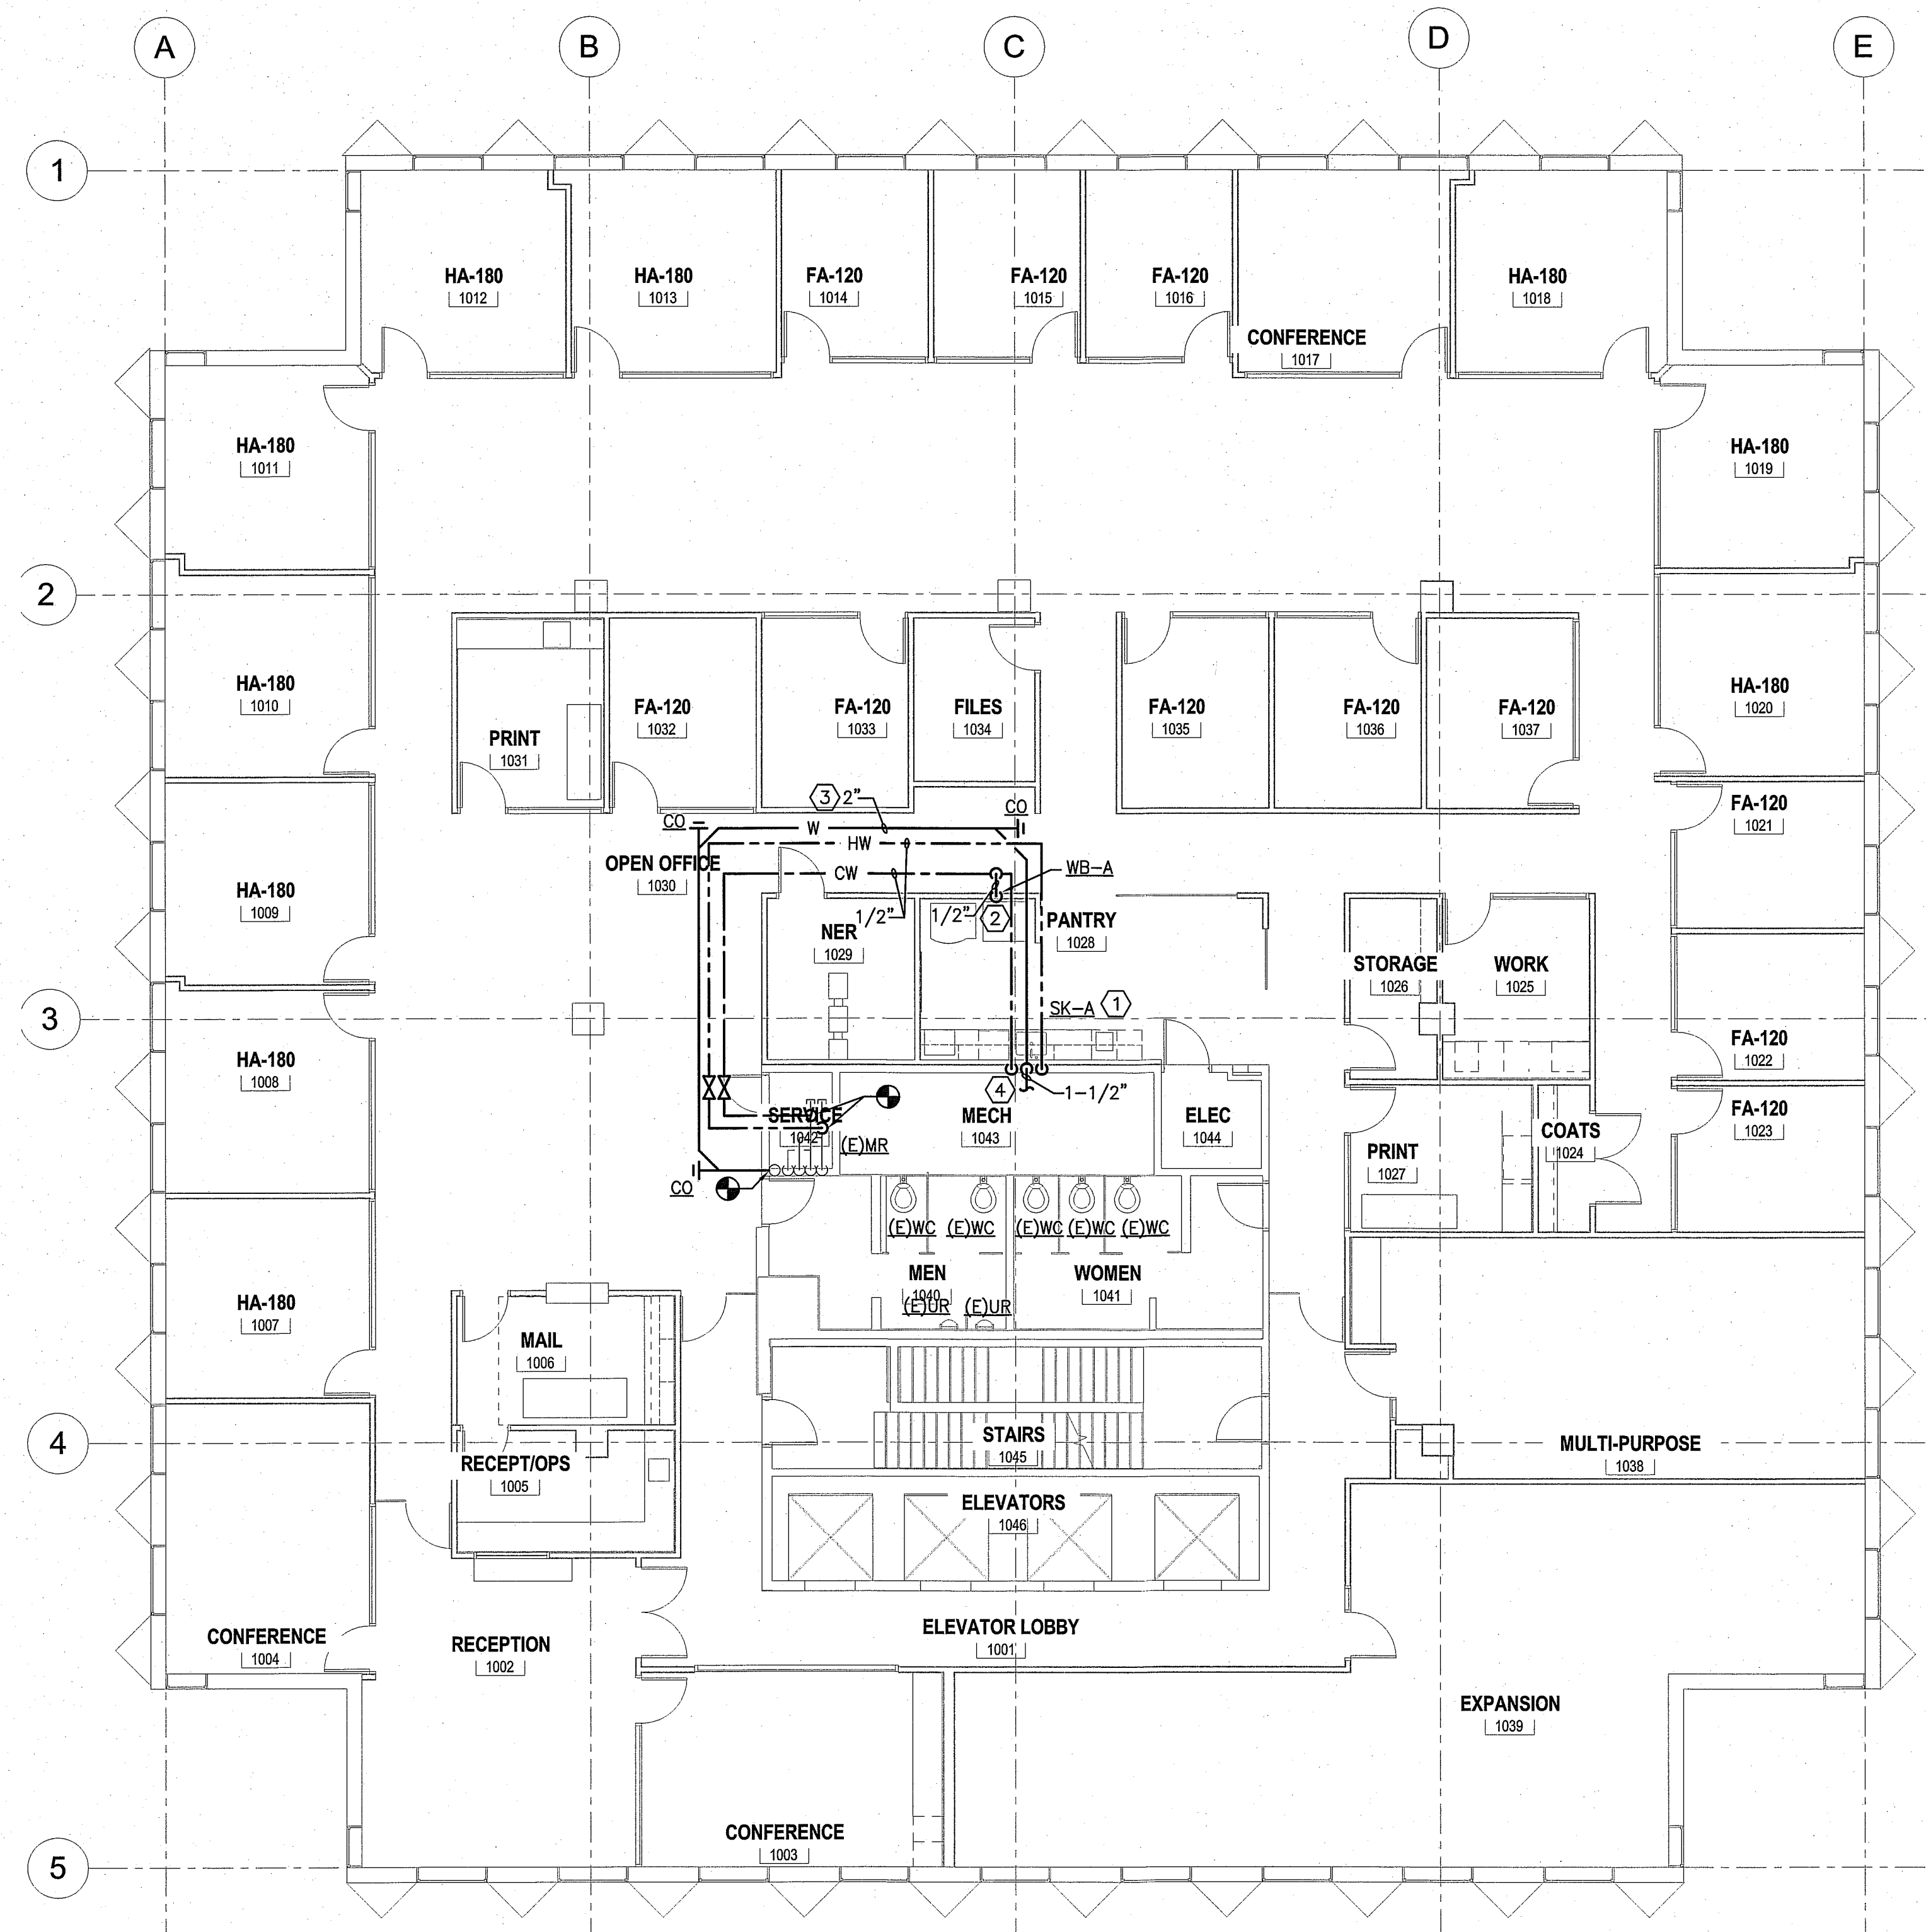 A
B
C
D
E
1
HA-180
1012
HA-180
1013
FA-120
1014
FA-120
1015
FA-120
1016
CONFERENCE
1017
HA-180
1018
HA-180
1011
HA-180
1019
2
HA-180
1010
PRINT
1031
FA-120
1032
FA-120
1033
FILES
1034
FA-120
1035
FA-120
1036
FA-120
1037
HA-180
1020
3 2"
CO
W
CO
HW
CW
OPEN OFFICE
1030
WB-A
1/2"
1/2"
2
FA-120
1021
HA-180
1009
NER
1029
PANTRY
1028
STORAGE
1026
WORK
1025
SK-A 1
3
HA-180
1008
FA-120
1022
4
1-1/2"
SERVICE
1042
MECH
1043
ELEC
1044
(E)MR
CO
PRINT
1027
COATS
1024
FA-120
1023
(E)WC
(E)WC
(E)WC
(E)WC
(E)WC
MEN
1040
WOMEN
1041
(E)UR
(E)UR
HA-180
1007
MAIL
1006
4
RECEPT/OPS
1005
STAIRS
1045
MULTI-PURPOSE
1038
ELEVATORS
1046
CONFERENCE
1004
RECEPTION
1002
ELEVATOR LOBBY
1001
EXPANSION
1039
CONFERENCE
1003
5